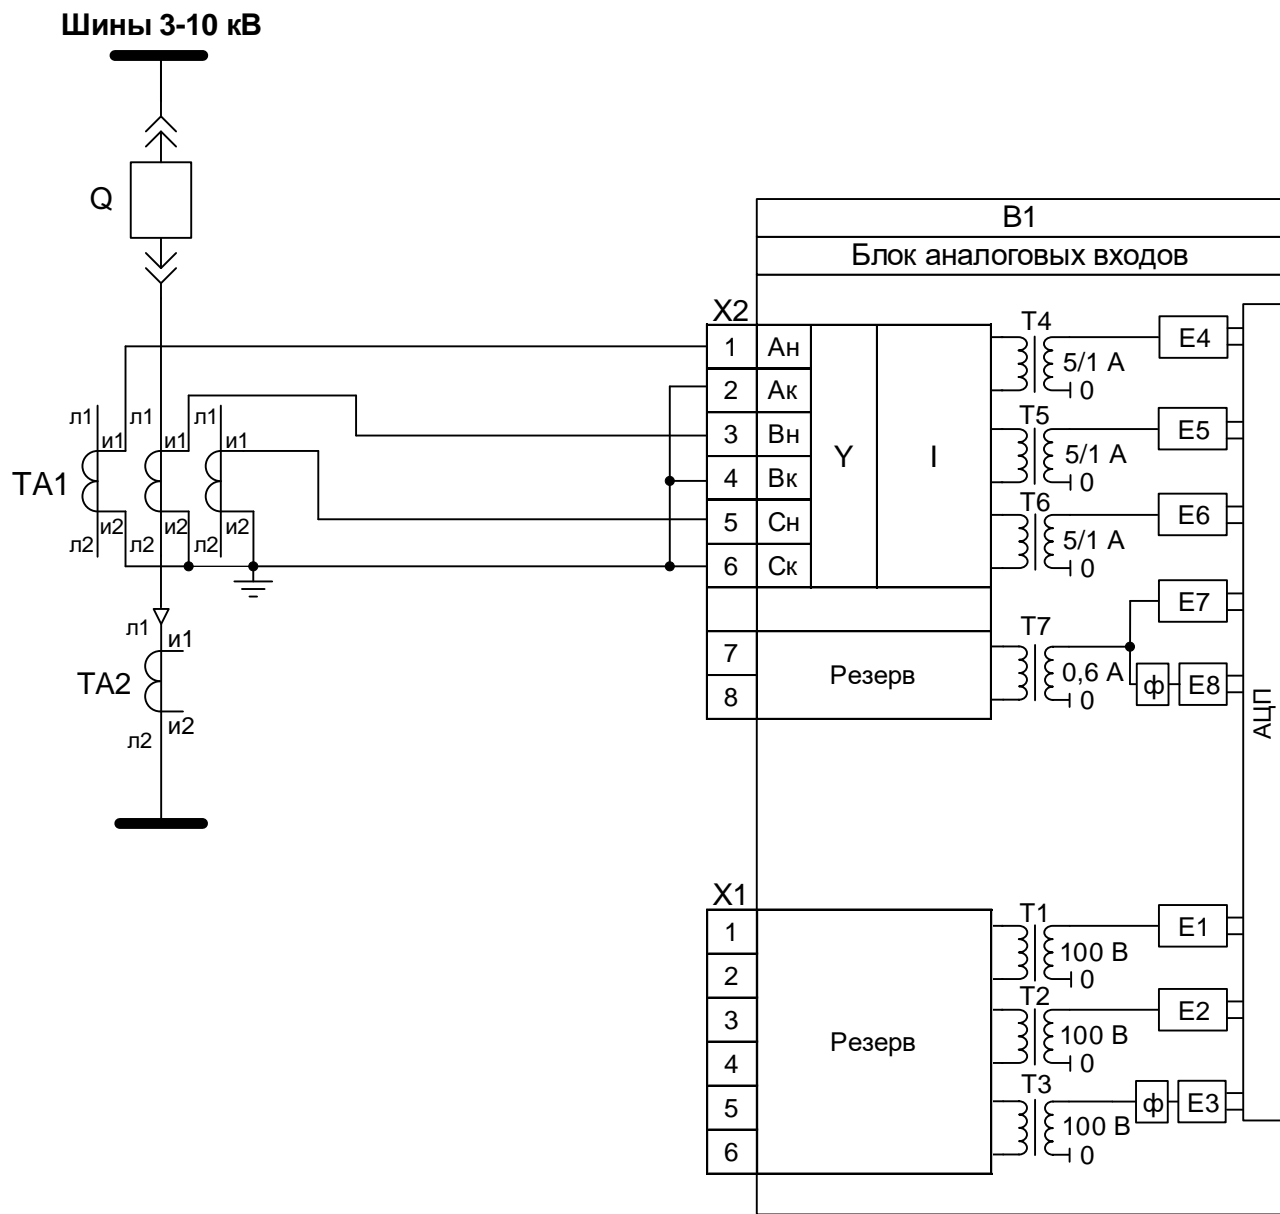 Шины 3-10 кВ
Q
B1
Блок аналоговых входов
X2
1 Ан
2 Ак
3 Вн
4 Вк
5 Сн
6 Ск
Y
I
7
8
Резерв
T4
5/1 А
0
E4
T5
5/1 А
0
E5
T6
5/1 А
0
E6
T7
0,6 А
0
E7
ф
E8
АЦП
л1
и1
л1
и1
л1
и1
TA1
и2
и2
и2
л2
л2
л2
л1
и1
TA2
и2
л2
X1
1
2
3
4
5
6
Резерв
T1
100 В
0
E1
T2
100 В
0
E2
T3
100 В
0
ф
E3